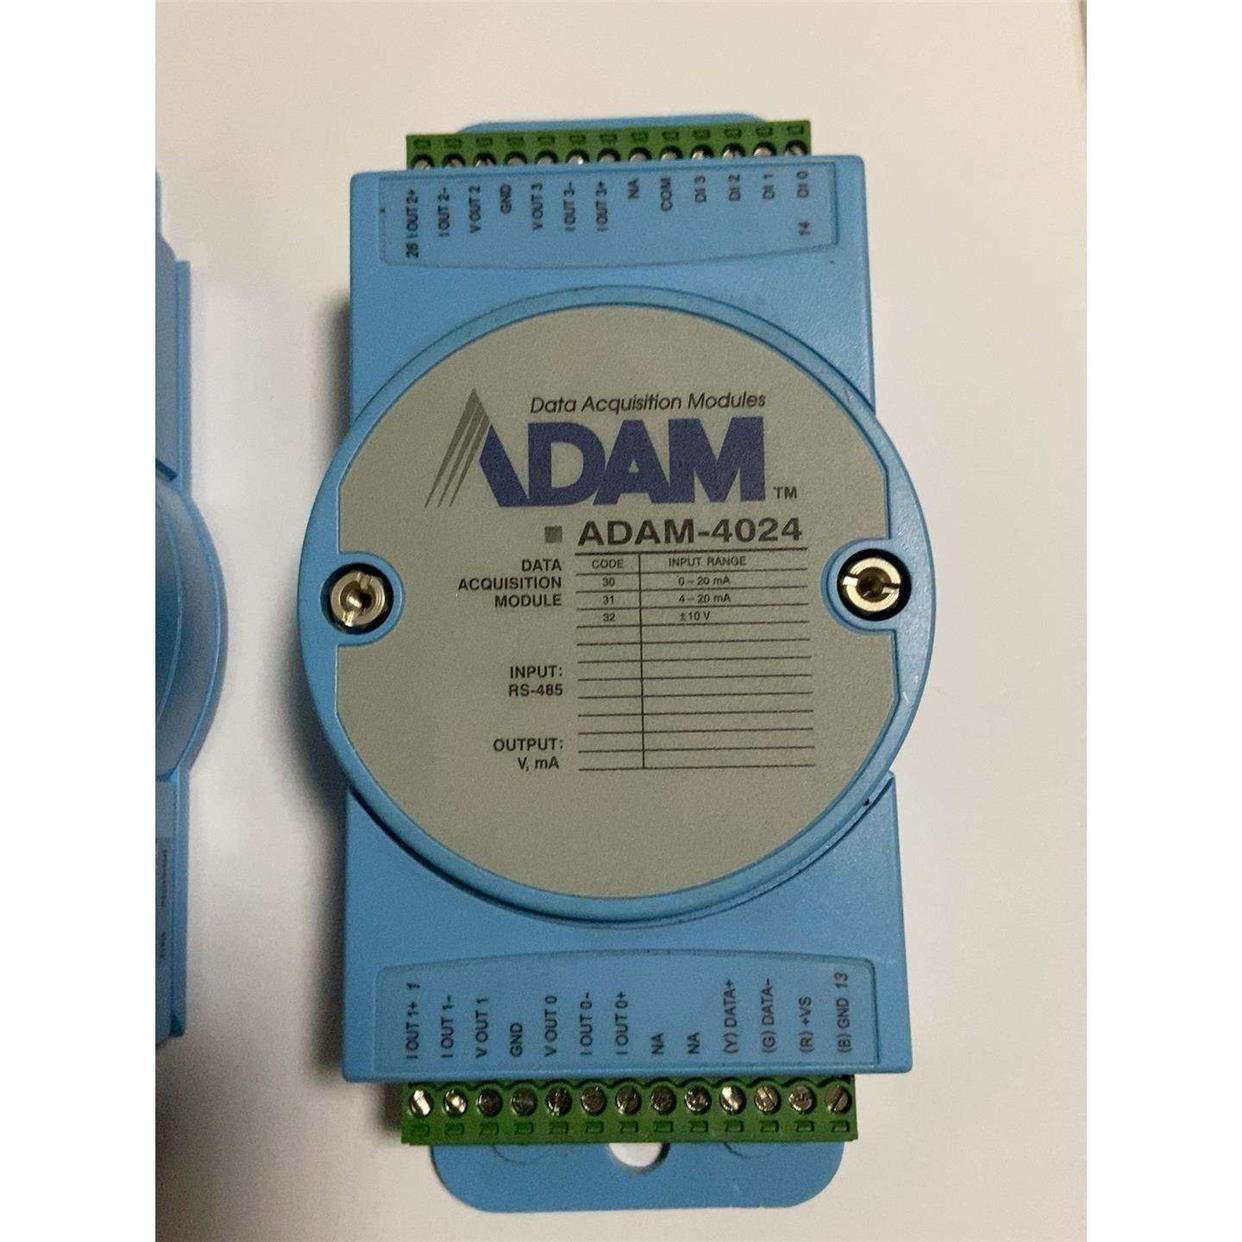 26 I OUT 2+
I OUT 2-
V OUT 2
GND
V OUT 3
I OUT 3-
I OUT 3+
NA
COM
DI 3
DI 2
DI 1
14 DI 0
Data Acquisition Modules
ADAM TM
ADAM-4024
DATA
ACQUISITION
MODULE
CODE INPUT RANGE
30 0~20 mA
31 4~20 mA
32 ±10 V
INPUT:
RS-485
OUTPUT:
V, mA
I OUT 1+ 1
I OUT 1-
V OUT 1
GND
V OUT 0
I OUT 0-
I OUT 0+
NA
NA
(Y) DATA+
(G) DATA-
(R) +VS
(B) GND 13